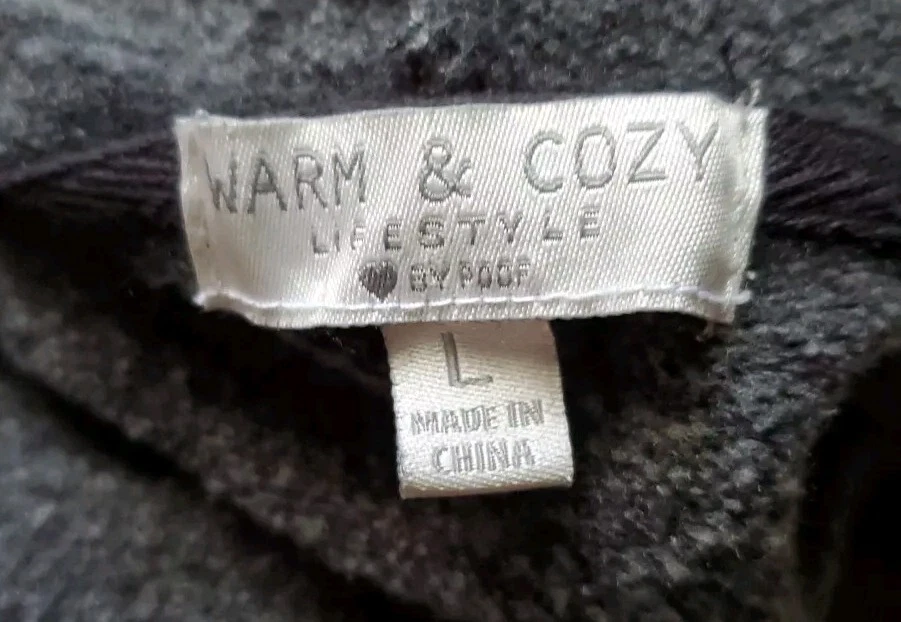 WARM & COZY
LIFESTYLE
BY POOF
L
MADE IN
CHINA